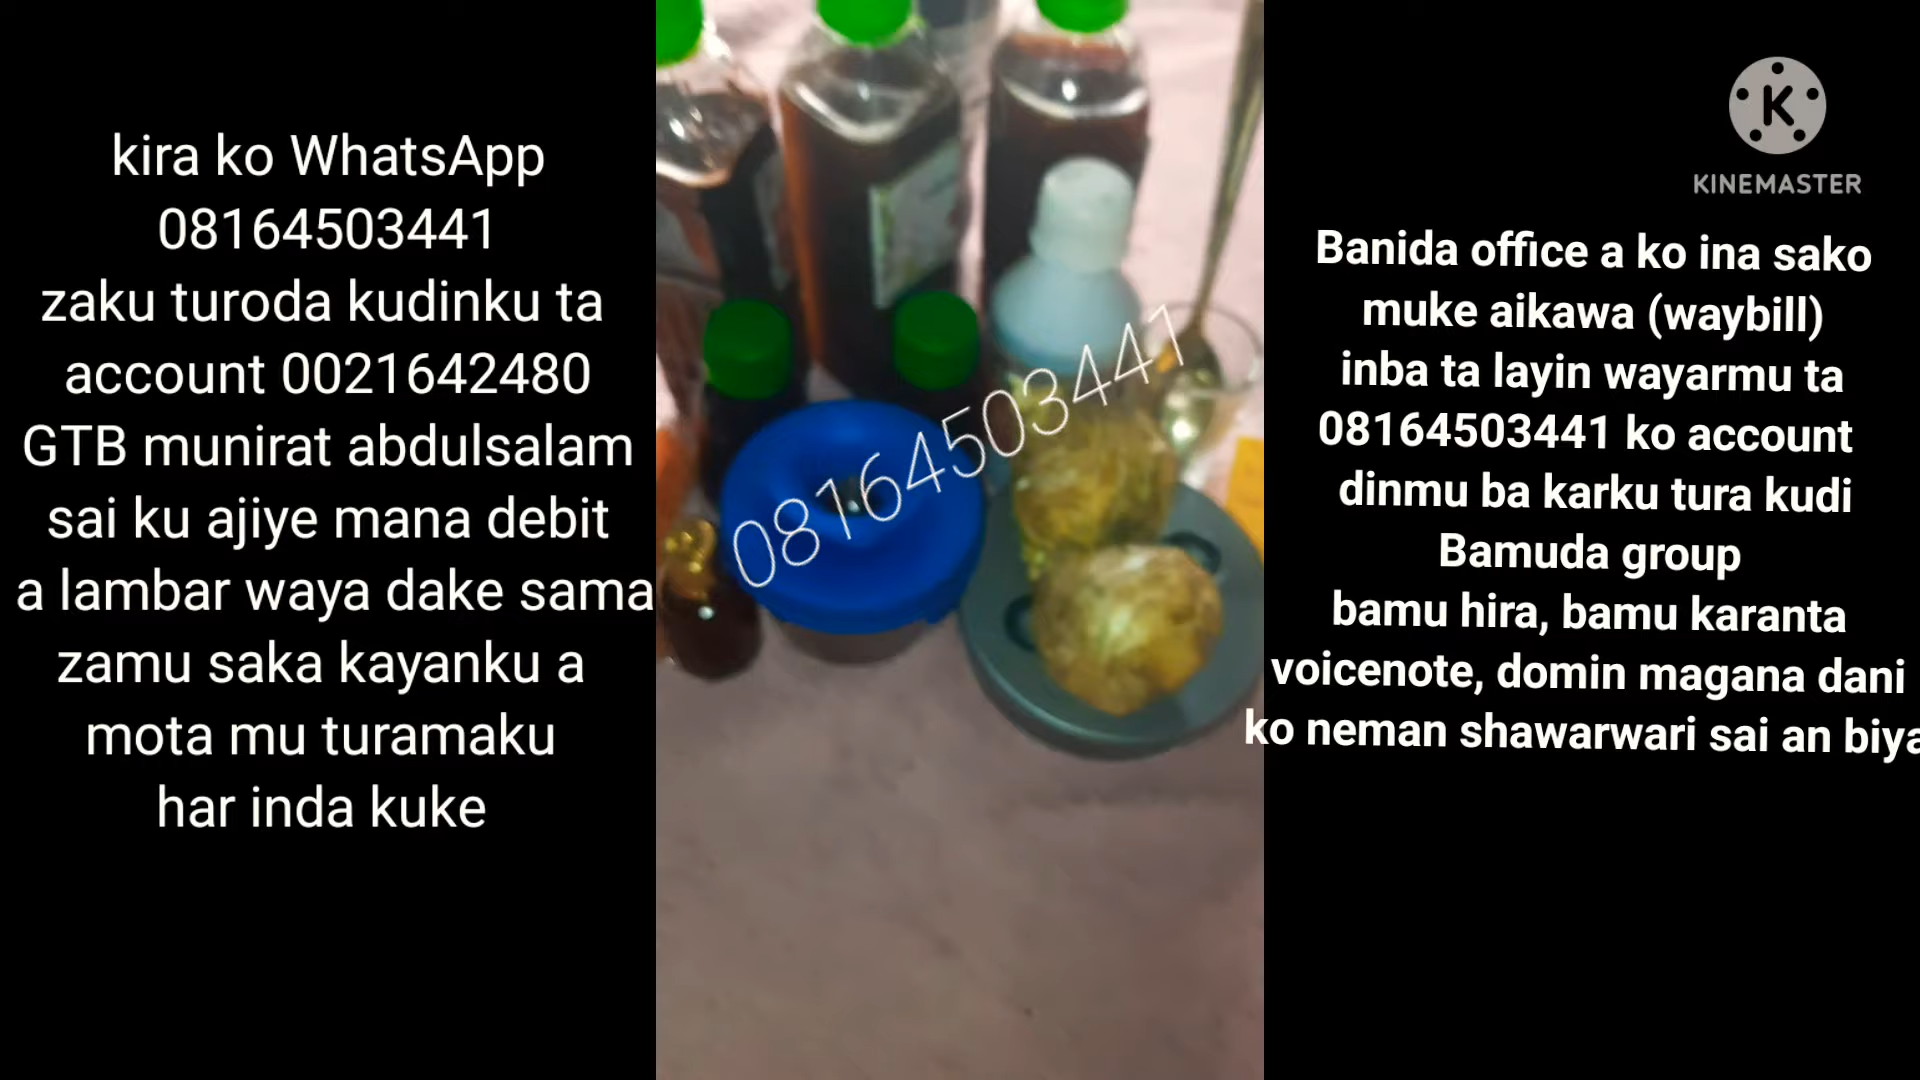 kira ko WhatsApp
08164503441
zaku turoda kudinku ta
account 0021642480
GTB munirat abdulsalam
sai ku ajiye mana debit
a lambar waya dake sama
zamu saka kayanku a
mota mu turamaku
har inda kuke
08164503441
KINEMASTER
Banida office a ko ina sako
muke aikawa (waybill)
inba ta layin wayarmu ta
08164503441 ko account
dinmu ba karku tura kudi
Bamuda group
bamu hira, bamu karanta
voicenote, domin magana dani
ko neman shawarwari sai an biya